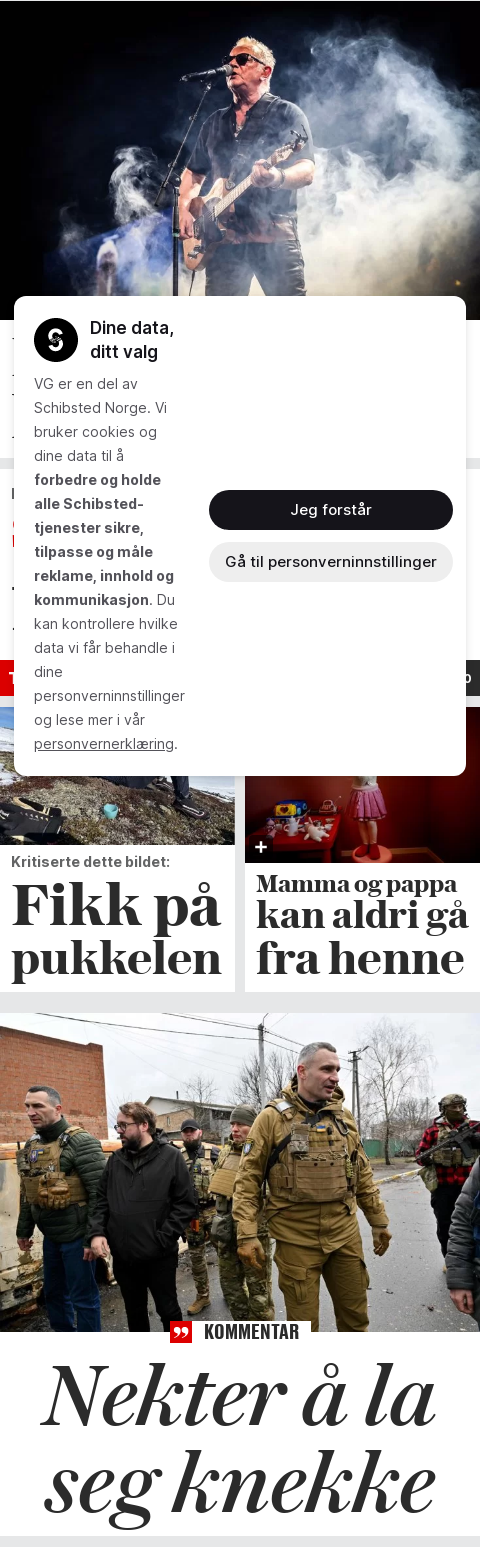 Dine data,
ditt valg
VG er en del av
Schibsted Norge. Vi
bruker cookies og
dine data til å
forbedre og holde
alle Schibsted-
tjenester sikre,
tilpasse og måle
reklame, innhold og
kommunikasjon. Du
kan kontrollere hvilke
data vi får behandle i
dine
personverninnstillinger
og lese mer i vår
personvernerklæring.
Jeg forstår
Gå til personverninnstillinger
Kritiserte dette bildet:
Fikk på
pukkelen
Mamma og pappa
kan aldri gå
fra henne
KOMMENTAR
Nekter å la
seg knekke